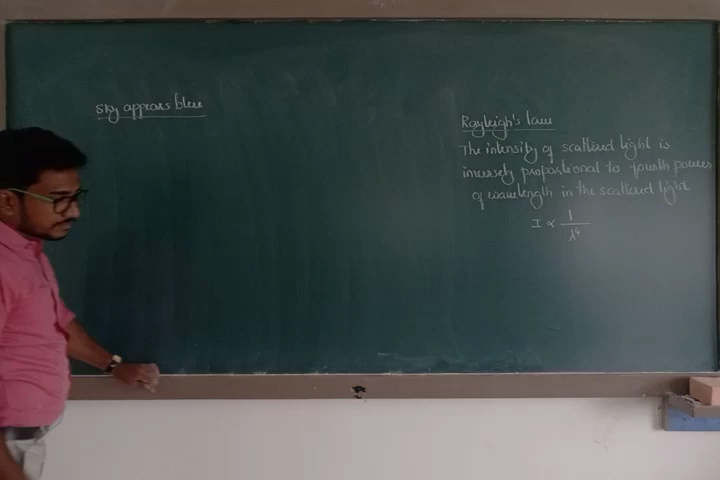 Sky appears blue
Rayleigh's law
The intensity of scattered light is
inversely proportional to fourth power
of wavelength in the scattered light
I ∝ 1/λ⁴